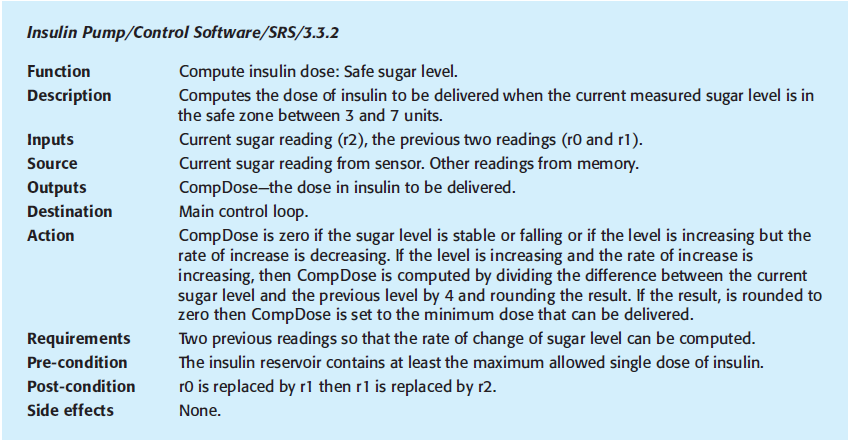 Insulin Pump/Control Software/SRS/3.3.2
Function Compute insulin dose: Safe sugar level.
Description Computes the dose of insulin to be delivered when the current measured sugar level is in
the safe zone between 3 and 7 units.
Inputs Current sugar reading (r2), the previous two readings (r0 and r1).
Source Current sugar reading from sensor. Other readings from memory.
Outputs CompDose—the dose in insulin to be delivered.
Destination Main control loop.
Action CompDose is zero if the sugar level is stable or falling or if the level is increasing but the
rate of increase is decreasing. If the level is increasing and the rate of increase is
increasing, then CompDose is computed by dividing the difference between the current
sugar level and the previous level by 4 and rounding the result. If the result, is rounded to
zero then CompDose is set to the minimum dose that can be delivered.
Requirements Two previous readings so that the rate of change of sugar level can be computed.
Pre-condition The insulin reservoir contains at least the maximum allowed single dose of insulin.
Post-condition r0 is replaced by r1 then r1 is replaced by r2.
Side effects None.